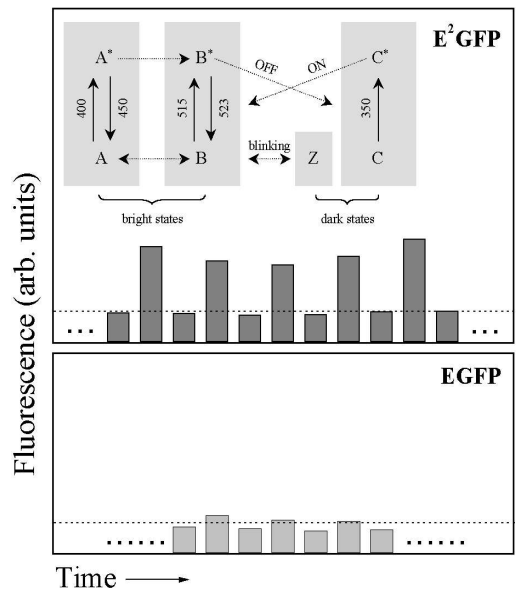 E²GFP
A* B* C*
OFF ON
400 450 515 523 350
A B blinking Z C
bright states dark states
... ...
EGFP
...... ......
Fluorescence (arb. units)
Time